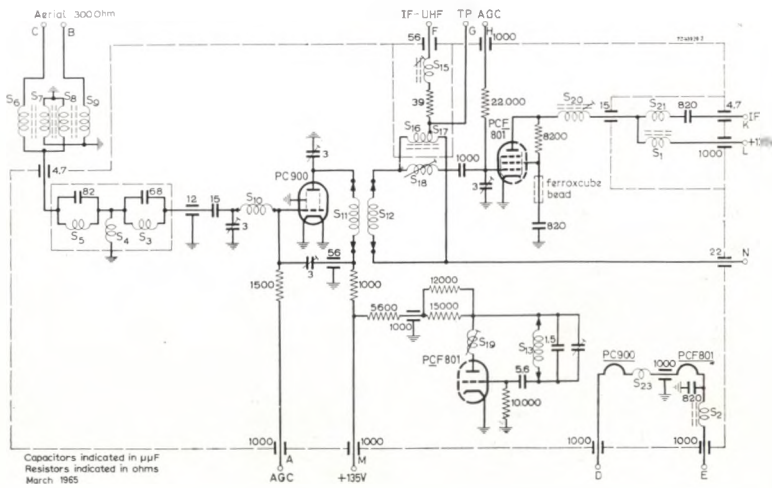 Aerial 300Ohm
C B
IF-UHF TP AGC
F G H
56 1000
S6 S7 S8 S9
S15
39
22.000
S16 S17
S18
1000
PCF 801
3
8200
ferroxcube bead
820
S20
15
S21
820
4.7
IF
K
S1
1000
L
4.7
82
68
S5 S4 S3
12
15
3
S10
PC900
3
S11
S12
3
56
1500
1000
22
N
12000
5600
15000
1000
S19
PCF801
S13
1.5
5.6
10.000
PC900
1000
PCF801
S23
820
S2
1000
A
AGC
1000
M
+135V
1000
D
1000
E
Capacitors indicated in µµF
Resistors indicated in ohms
March 1965